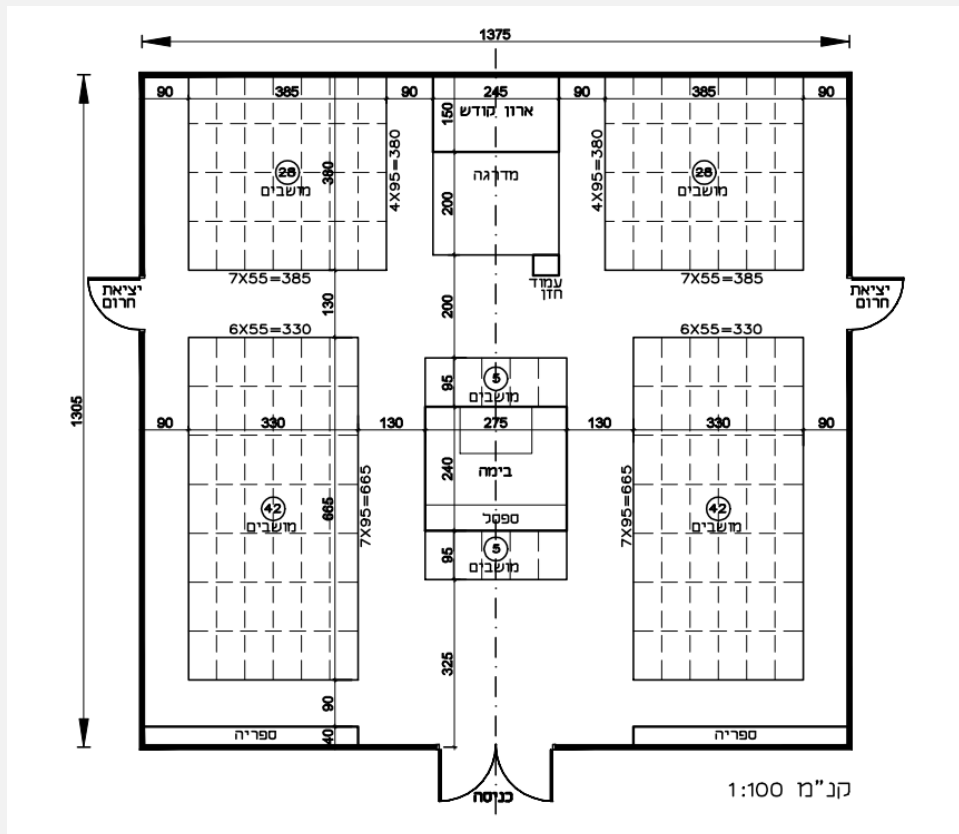 1375
90 385 90 245 90 385 90
150
ארון קודש
4X95=380
380
4X95=380
28
מושבים
מדרגה
28
מושבים
200
7X55=385
7X55=385
עמוד
חזן
יציאת
חרום
יציאת
חרום
130
200
6X55=330
6X55=330
95
5
מושבים
1305
90 330 130 275 130 330 90
240
בימה
665
7X95=665
7X95=665
42
מושבים
42
מושבים
ספסל
95
5
מושבים
325
90
40
ספריה
ספריה
כניסה
קנ"מ 1:100